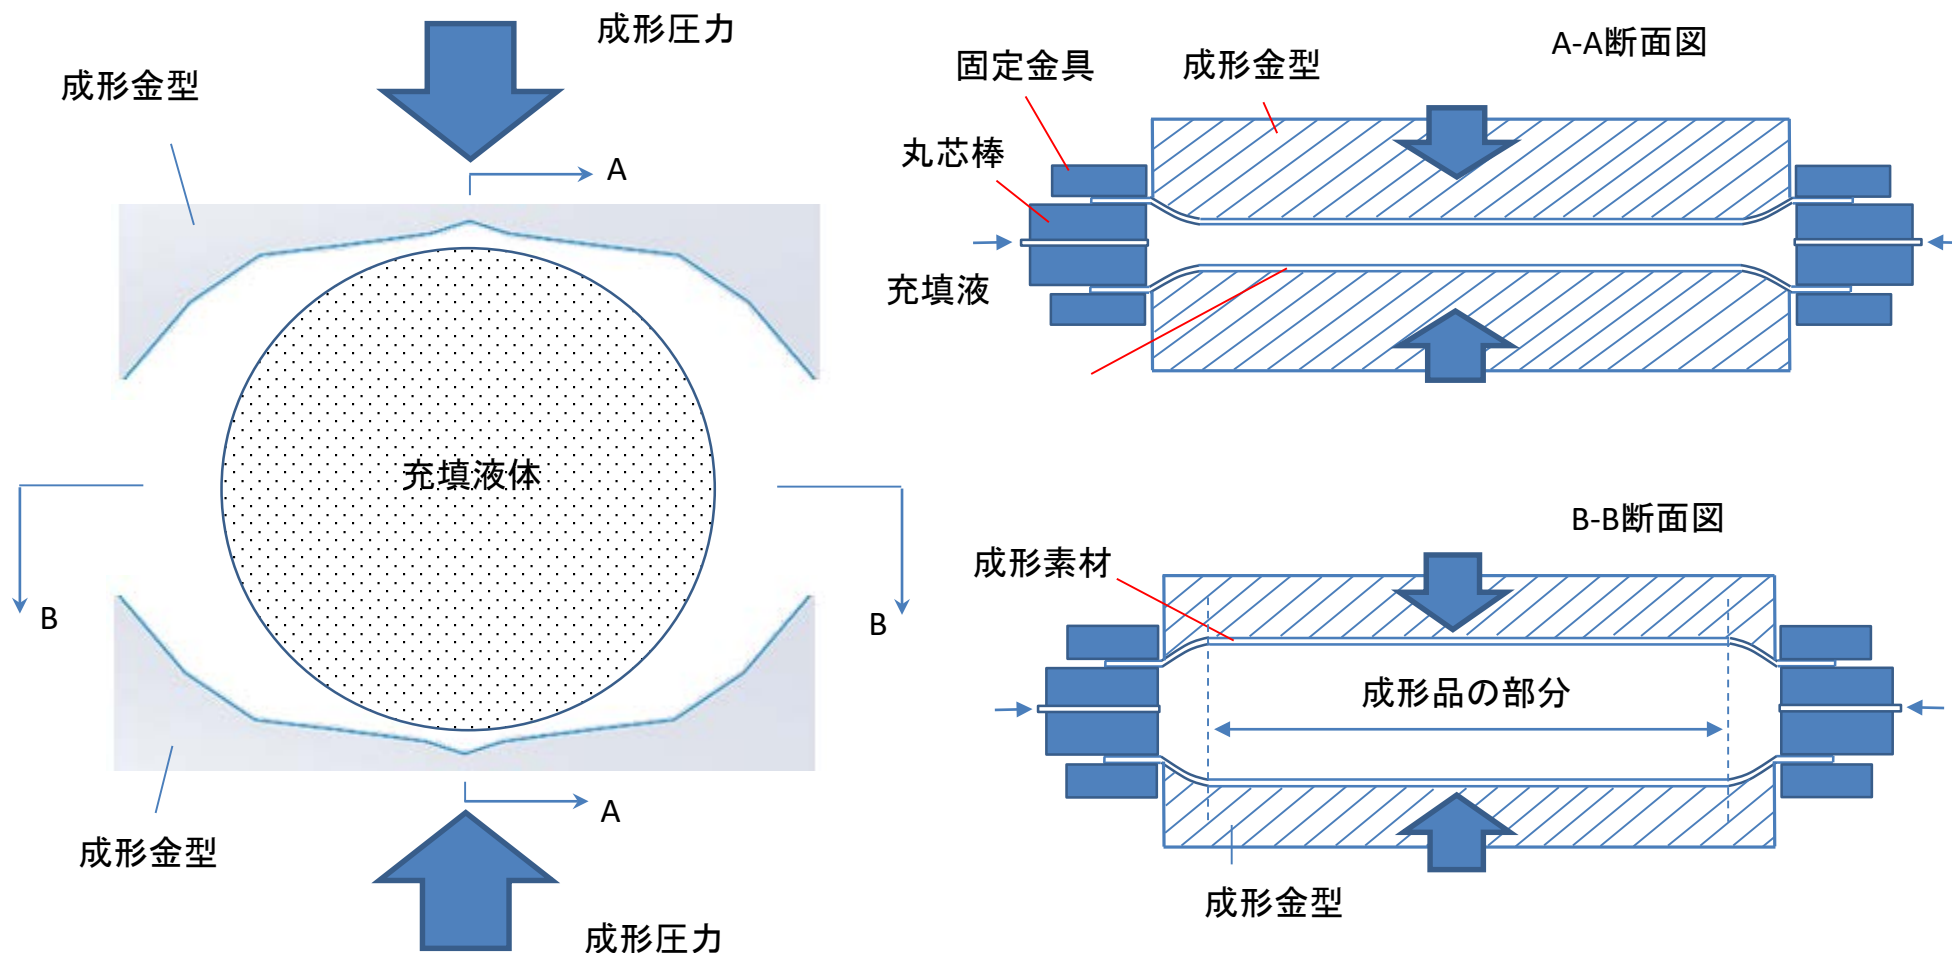 成形圧力
成形金型
A
充填液体
B
B
A
成形金型
成形圧力
A-A断面図
固定金具
成形金型
丸芯棒
充填液
B-B断面図
成形素材
成形品の部分
成形金型